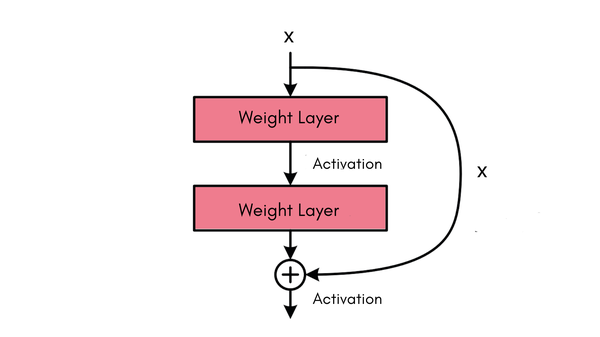 x
Weight Layer
Activation
x
Weight Layer
+
Activation